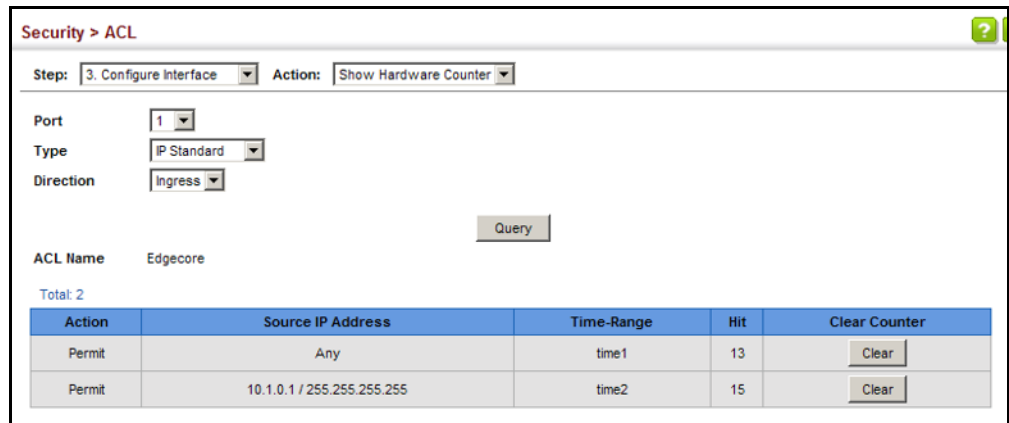 Security > ACL
?
Step: 3. Configure Interface Action: Show Hardware Counter
Port 1
Type IP Standard
Direction Ingress
Query
ACL Name Edgecore
Total: 2
Action Source IP Address Time-Range Hit Clear Counter
Permit Any time1 13 Clear
Permit 10.1.0.1 / 255.255.255.255 time2 15 Clear